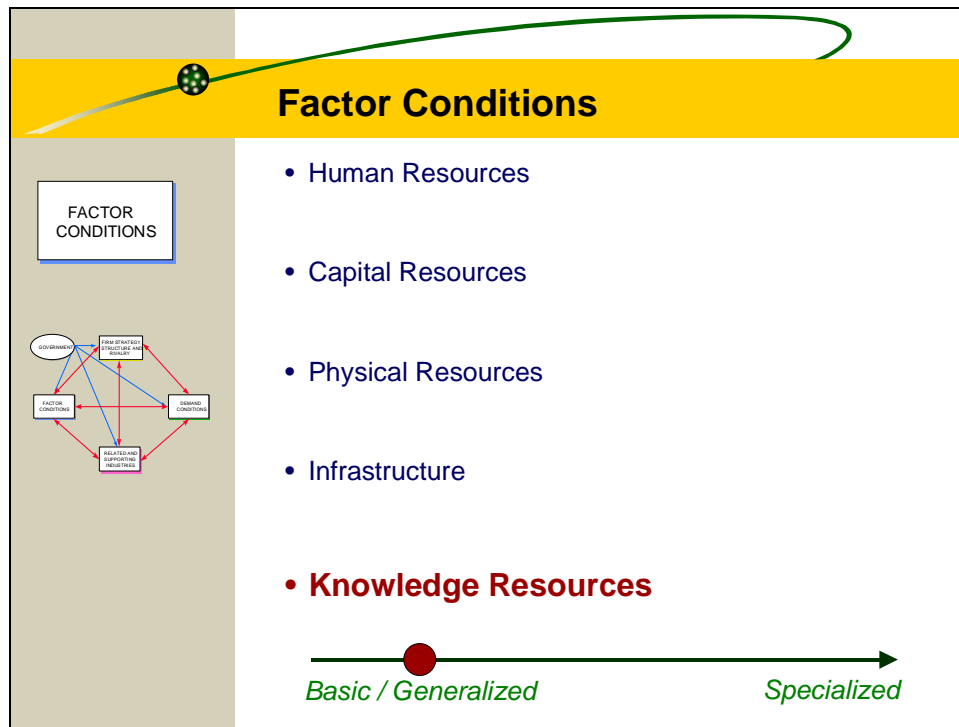 Factor Conditions
FACTOR
CONDITIONS
GOVERNMENT
FIRM STRATEGY
STRUCTURE AND
RIVALRY
FACTOR
CONDITIONS
DEMAND
CONDITIONS
RELATED AND
SUPPORTING
INDUSTRIES
• Human Resources
• Capital Resources
• Physical Resources
• Infrastructure
• Knowledge Resources
Basic / Generalized
Specialized